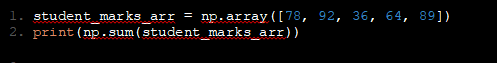 1. student_marks_arr = np.array([78, 92, 36, 64, 89])
2. print(np.sum(student_marks_arr))